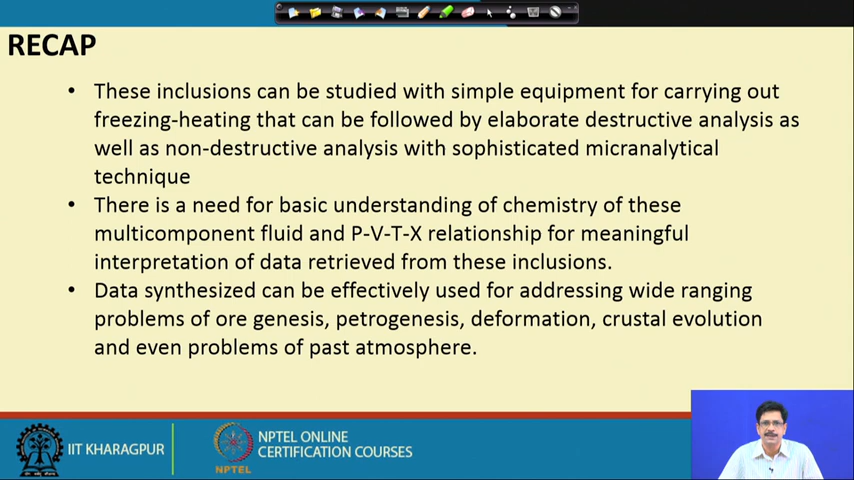 RECAP
• These inclusions can be studied with simple equipment for carrying out
freezing-heating that can be followed by elaborate destructive analysis as
well as non-destructive analysis with sophisticated micranalytical
technique
• There is a need for basic understanding of chemistry of these
multicomponent fluid and P-V-T-X relationship for meaningful
interpretation of data retrieved from these inclusions.
• Data synthesized can be effectively used for addressing wide ranging
problems of ore genesis, petrogenesis, deformation, crustal evolution
and even problems of past atmosphere.
IIT KHARAGPUR
NPTEL
NPTEL ONLINE
CERTIFICATION COURSES